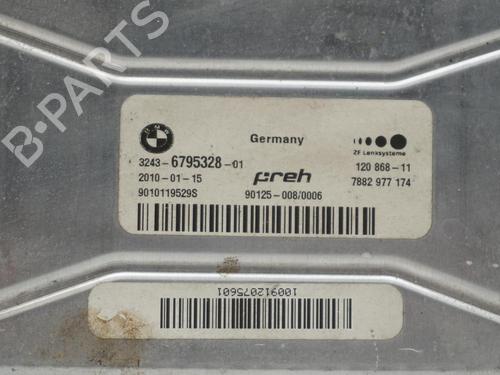 B-PARTS
BMW
Germany
ZF Lenksysteme
3243-6795328-01
120 868-11
2010-01-15
preh
7882 977 174
9010119529S
90125-008/0006
100912075601